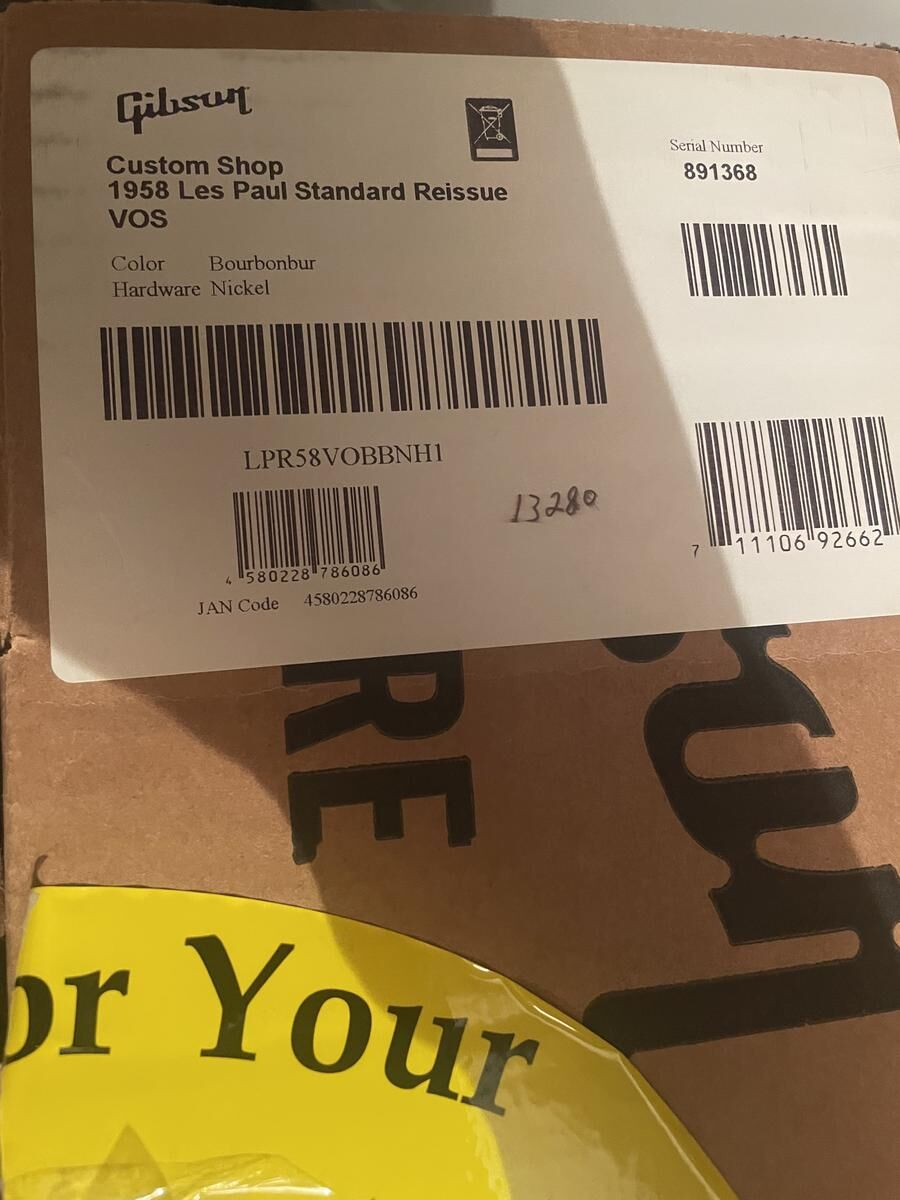 Gibson
Custom Shop
1958 Les Paul Standard Reissue
VOS
Color Bourbonbur
Hardware Nickel
Serial Number
891368
LPR58VOBBNH1
13280
4 580228 786086
JAN Code 4580228786086
7 11106 92662
RE
or Your